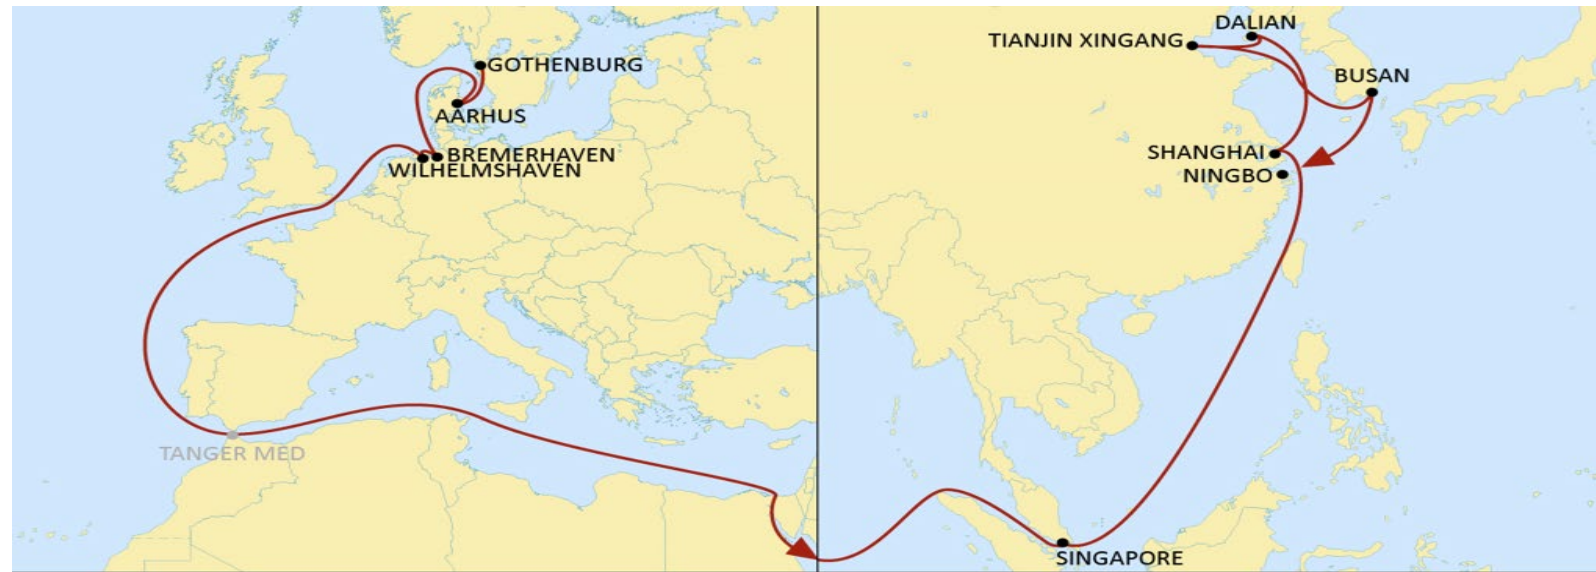 GOTHENBURG
AARHUS
BREMERHAVEN
WILHELMSHAVEN
TANGER MED
DALIAN
TIANJIN XINGANG
BUSAN
SHANGHAI
NINGBO
SINGAPORE